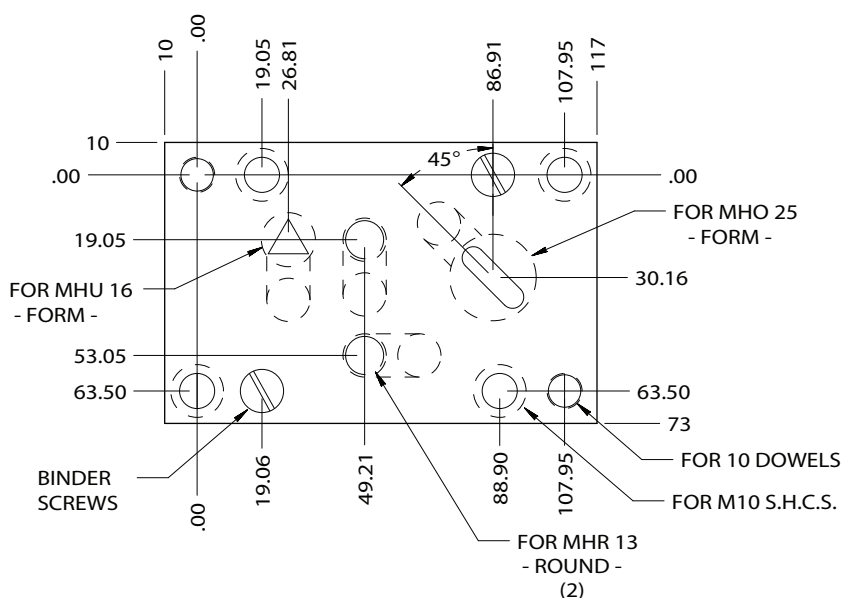 10
.00
19.05
26.81
86.91
107.95
117
10
45°
.00
.00
FOR MHO 25
- FORM -
19.05
30.16
FOR MHU 16
- FORM -
53.05
63.50
63.50
73
BINDER
SCREWS
.00
19.06
49.21
88.90
107.95
FOR 10 DOWELS
FOR M10 S.H.C.S.
FOR MHR 13
- ROUND -
(2)